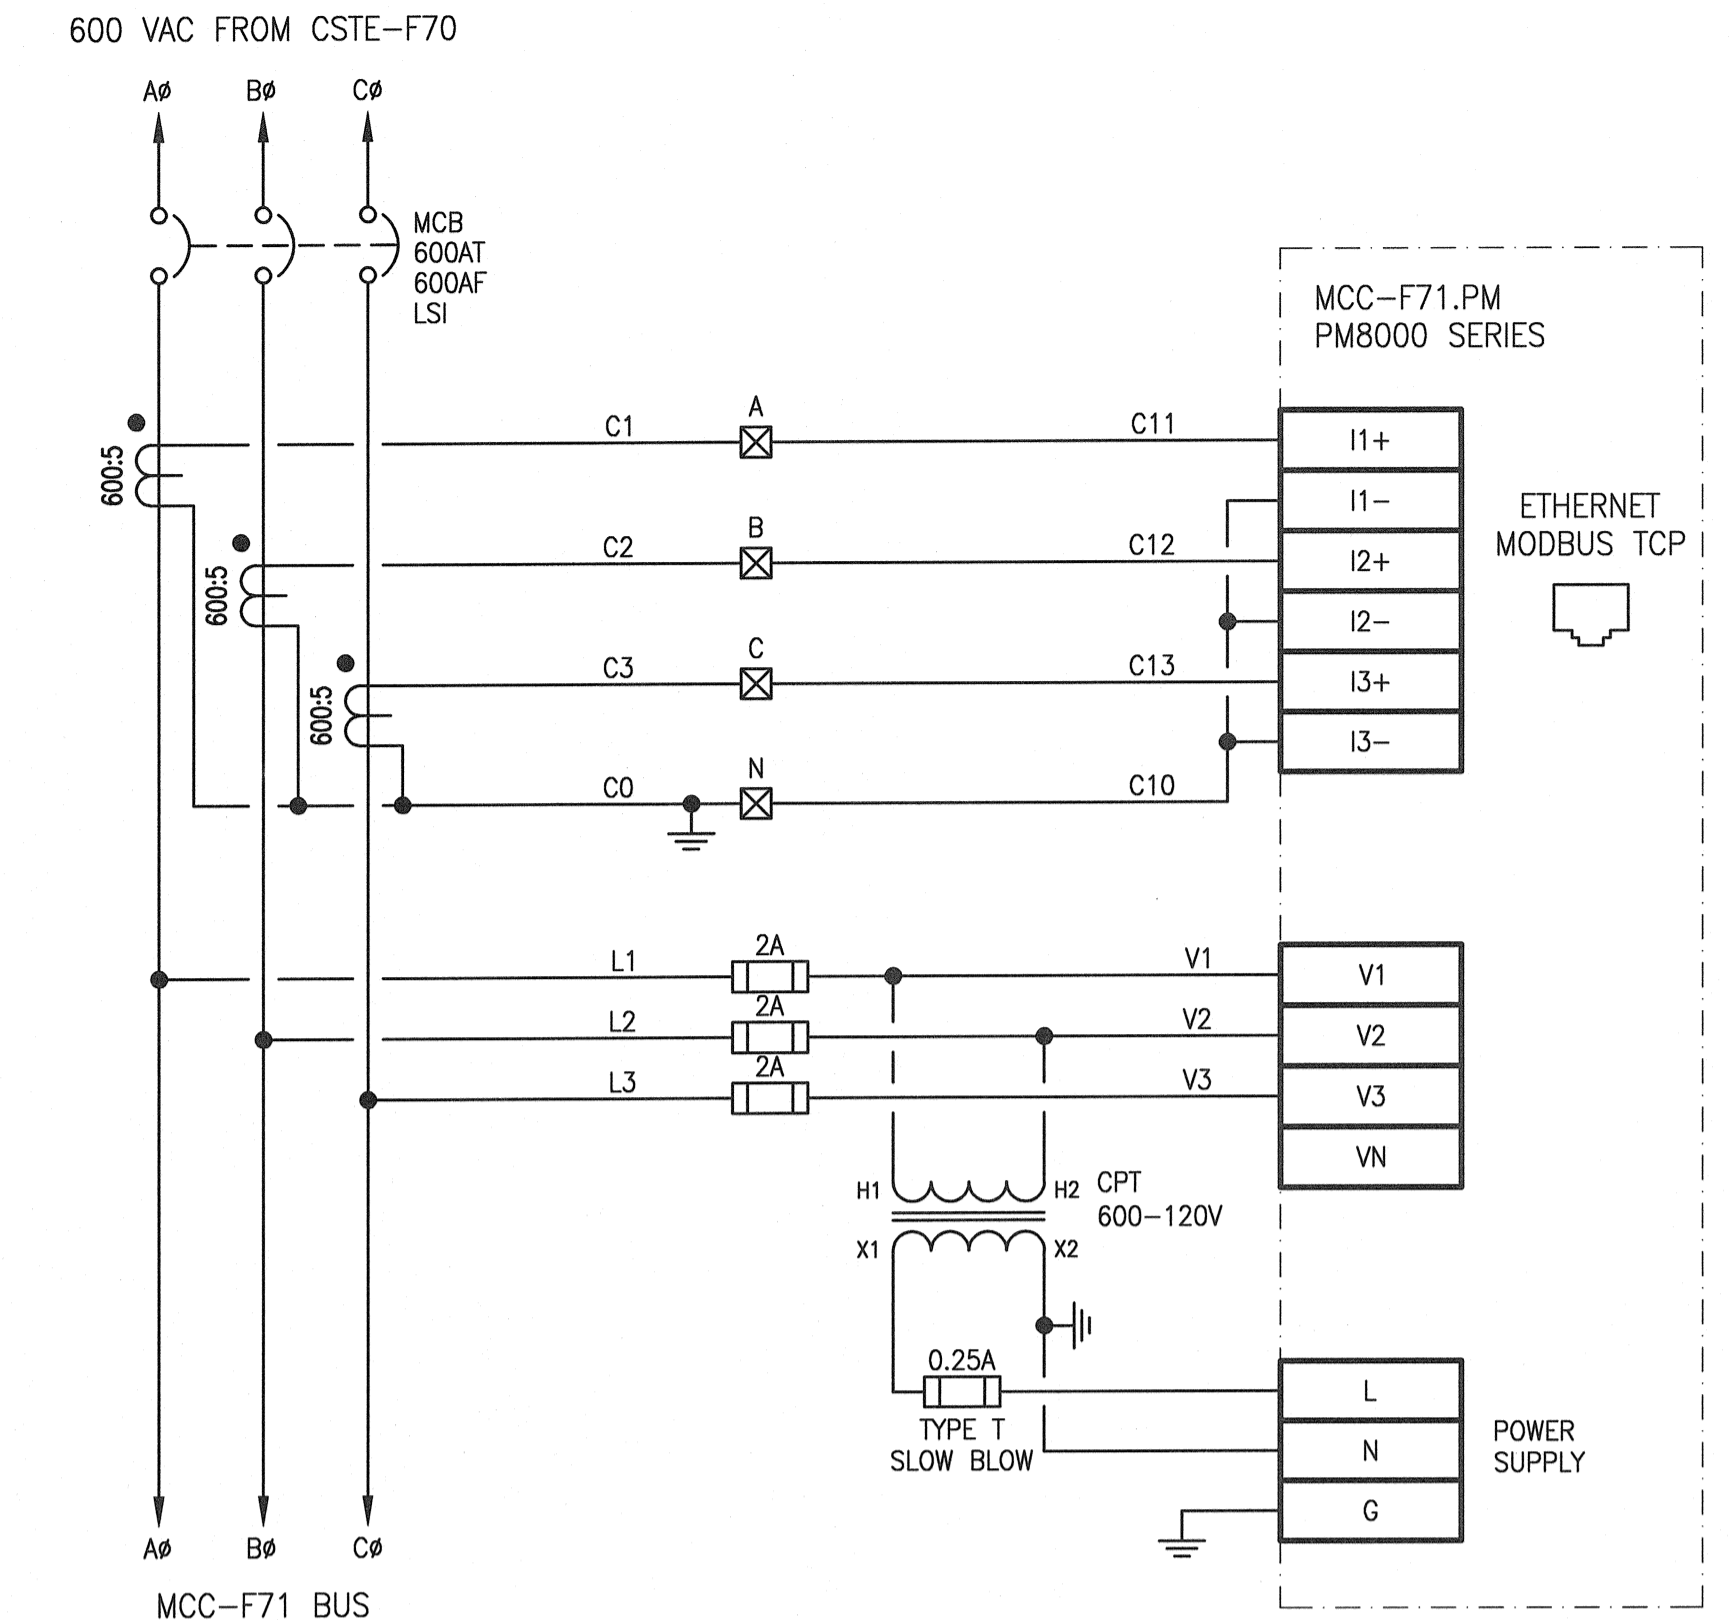 600 VAC FROM CSTE-F70
AØ BØ CØ
MCB
600AT
600AF
LSI
MCC-F71.PM
PM8000 SERIES
A
C1 C11 I1+
600:5
I1-
ETHERNET
MODBUS TCP
B
C2 C12 I2+
600:5
I2-
C
C3 C13 I3+
600:5
I3-
N
C0 C10
2A
L1 V1 V1
2A
L2 V2 V2
2A
L3 V3 V3
VN
H1 H2 CPT
600-120V
X1 X2
0.25A
L
TYPE T
SLOW BLOW
N
POWER
SUPPLY
G
AØ BØ CØ
MCC-F71 BUS